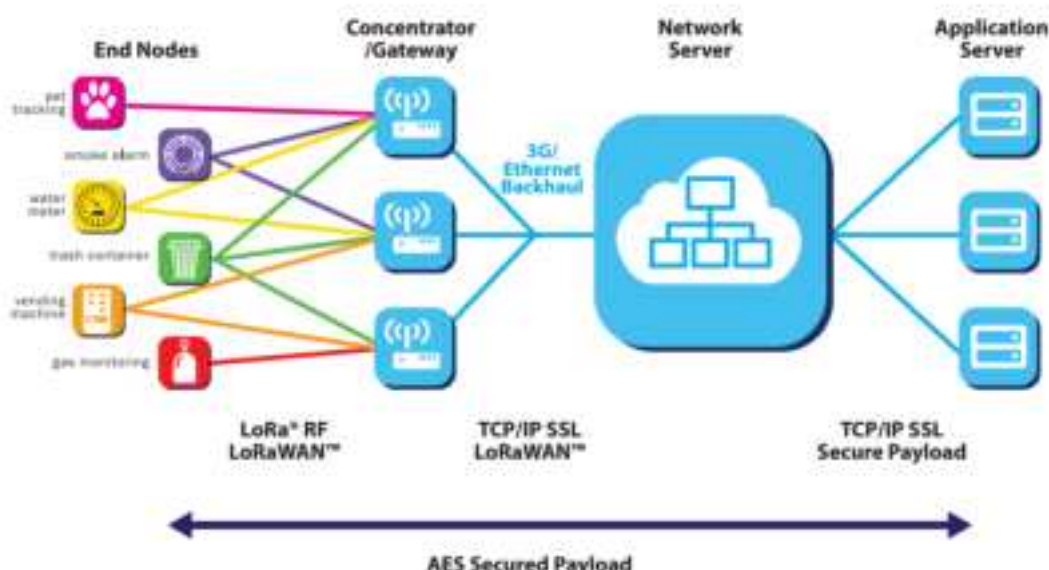 End Nodes
Concentrator
/Gateway
Network
Server
Application
Server
pet
tracking
smoke alarm
water
meter
trash container
vending
machine
gas monitoring
3G/
Ethernet
Backhaul
LoRa® RF
LoRaWAN™
TCP/IP SSL
LoRaWAN™
TCP/IP SSL
Secure Payload
AES Secured Payload